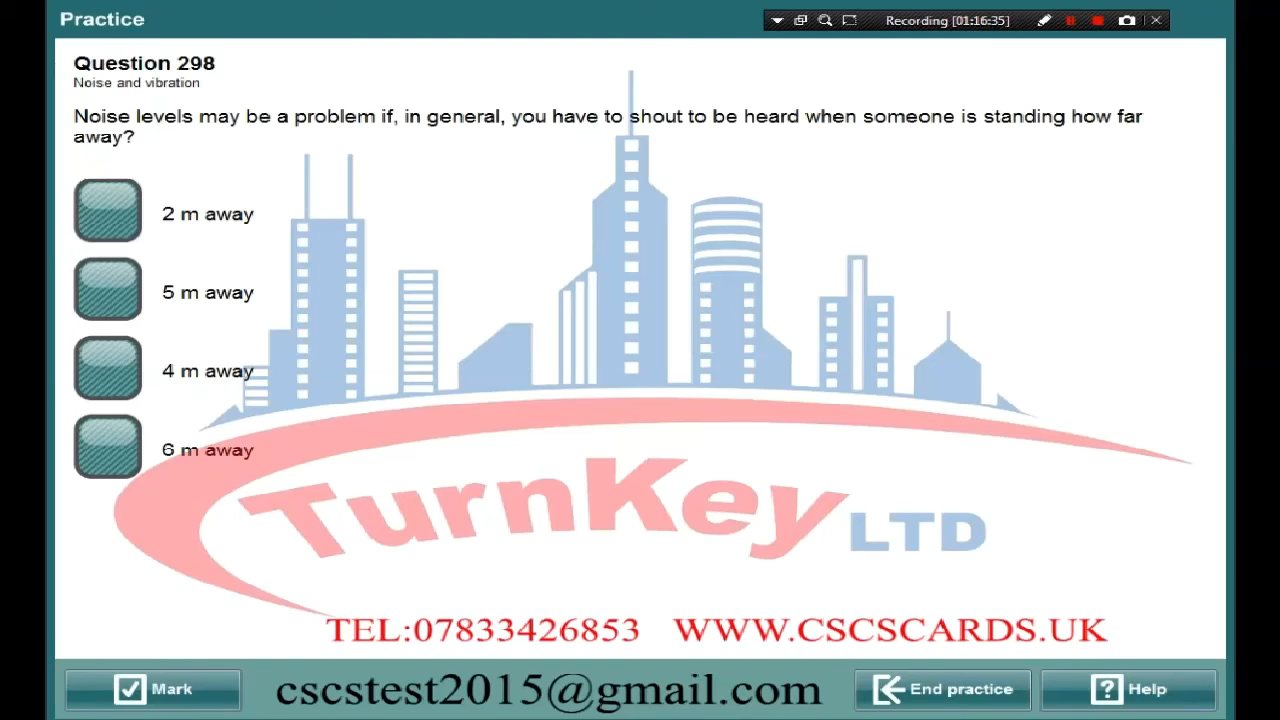 Practice
Recording [01:16:35]
Question 298
Noise and vibration
Noise levels may be a problem if, in general, you have to shout to be heard when someone is standing how far
away?
2 m away
5 m away
4 m away
6 m away
TurnKey LTD
TEL:07833426853 WWW.CSCSCARDS.UK
Mark
cscstest2015@gmail.com
End practice
? Help